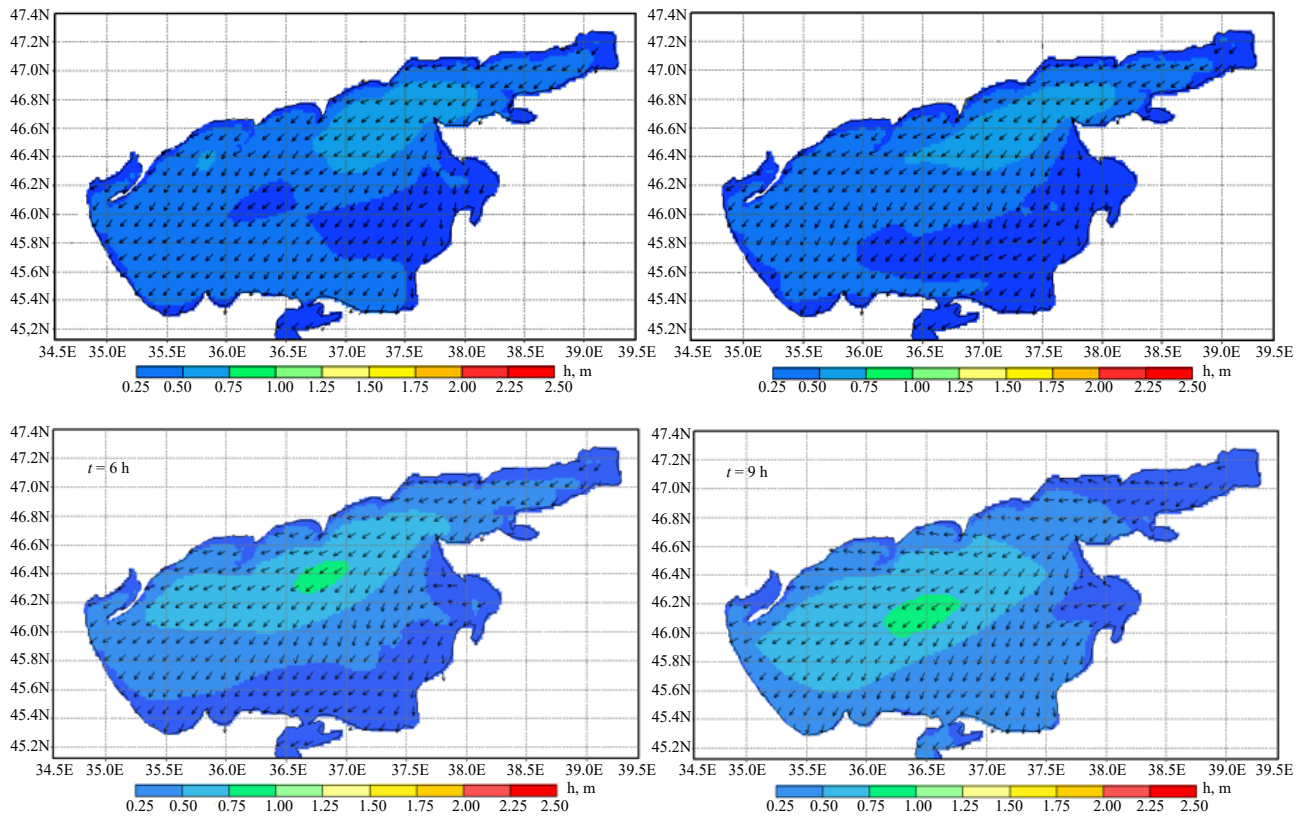 47.4N
47.2N
47.0N
46.8N
46.6N
46.4N
46.2N
46.0N
45.8N
45.6N
45.4N
45.2N
34.5E 35.0E 35.5E 36.0E 36.5E 37.0E 37.5E 38.0E 38.5E 39.0E 39.5E
h, m
0.25 0.50 0.75 1.00 1.25 1.50 1.75 2.00 2.25 2.50
47.4N
47.2N
47.0N
46.8N
46.6N
46.4N
46.2N
46.0N
45.8N
45.6N
45.4N
45.2N
34.5E 35.0E 35.5E 36.0E 36.5E 37.0E 37.5E 38.0E 38.5E 39.0E 39.5E
h, m
0.25 0.50 0.75 1.00 1.25 1.50 1.75 2.00 2.25 2.50
47.4N
47.2N
47.0N
46.8N
46.6N
46.4N
46.2N
46.0N
45.8N
45.6N
45.4N
45.2N
t = 6 h
34.5E 35.0E 35.5E 36.0E 36.5E 37.0E 37.5E 38.0E 38.5E 39.0E 39.5E
h, m
0.25 0.50 0.75 1.00 1.25 1.50 1.75 2.00 2.25 2.50
47.4N
47.2N
47.0N
46.8N
46.6N
46.4N
46.2N
46.0N
45.8N
45.6N
45.4N
45.2N
t = 9 h
34.5E 35.0E 35.5E 36.0E 36.5E 37.0E 37.5E 38.0E 38.5E 39.0E 39.5E
h, m
0.25 0.50 0.75 1.00 1.25 1.50 1.75 2.00 2.25 2.50